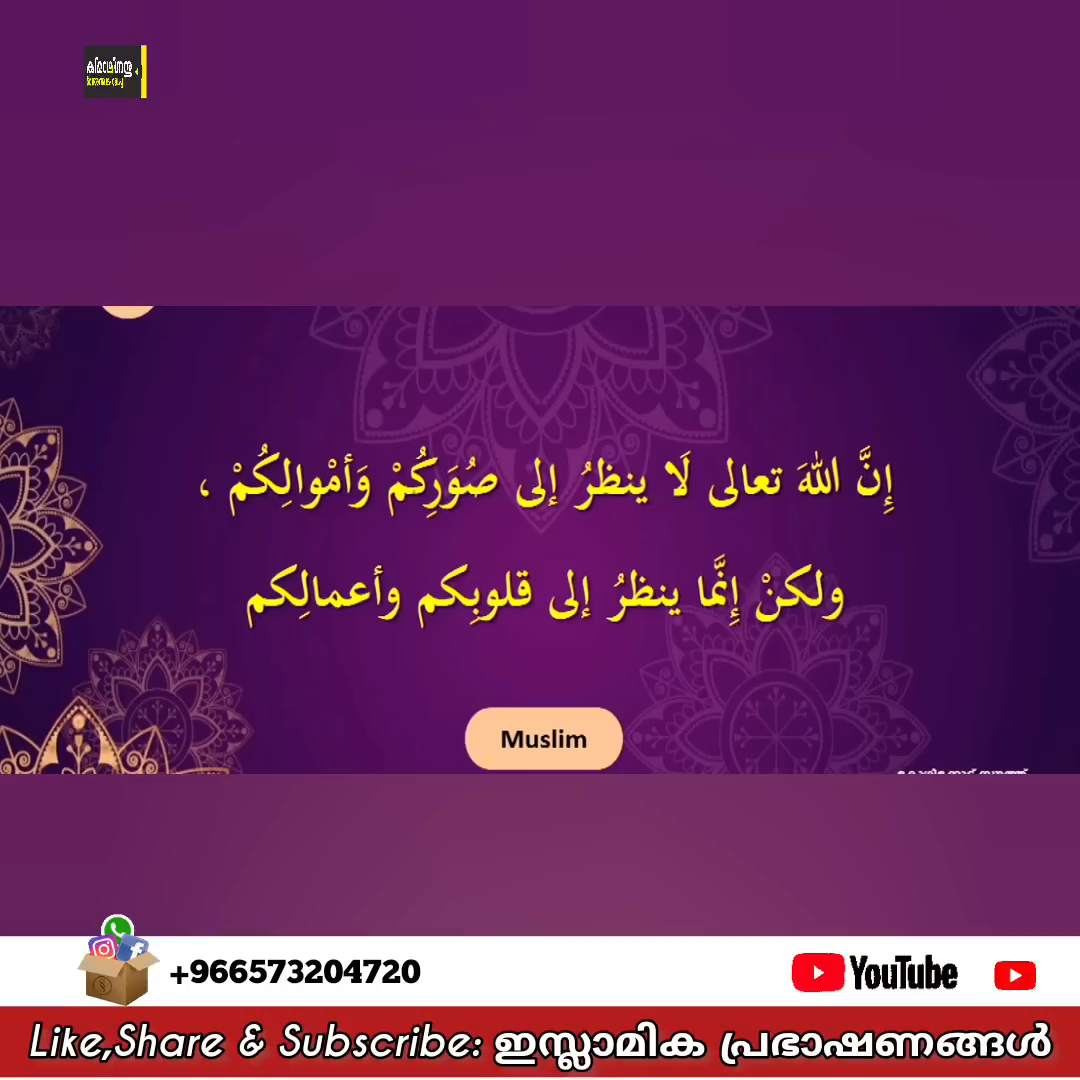 إِنَّ اللهَ تعالى لَا ينظرُ إلى صُوَرِكُمْ وَأمْوالِكُمْ ،
ولكنْ إِنَّما ينظرُ إلى قلوبِكم وأعمالِكم
Muslim
+966573204720
YouTube
Like,Share & Subscribe: ഇസ്ലാമിക പ്രഭാഷണങ്ങൾ